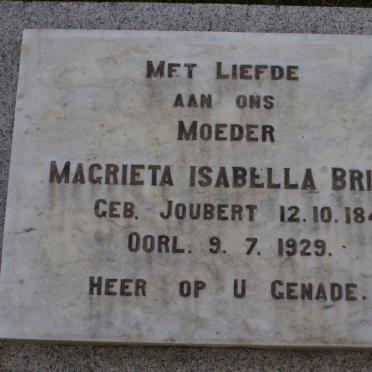 MET LIEFDE
AAN ONS
MOEDER
MAGRIETA ISABELLA BRI
GEB. JOUBERT 12.10.184
OORL. 9. 7. 1929.
HEER OP U GENADE.